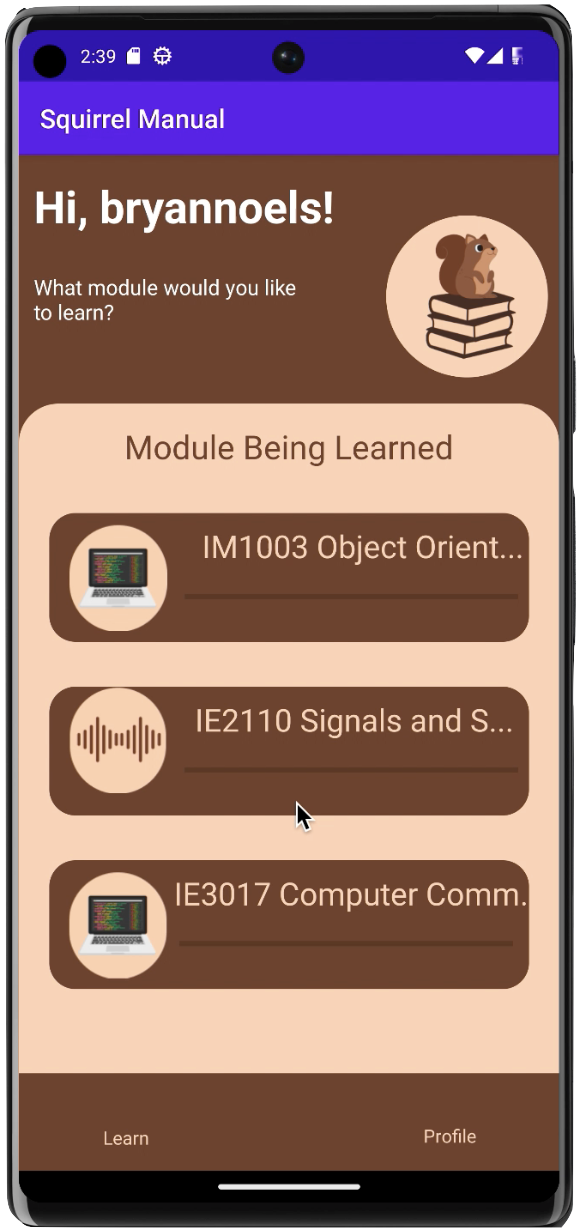 2:39
Squirrel Manual
Hi, bryannoels!
What module would you like
to learn?
Module Being Learned
IM1003 Object Orient...
IE2110 Signals and S...
IE3017 Computer Comm.
Learn
Profile